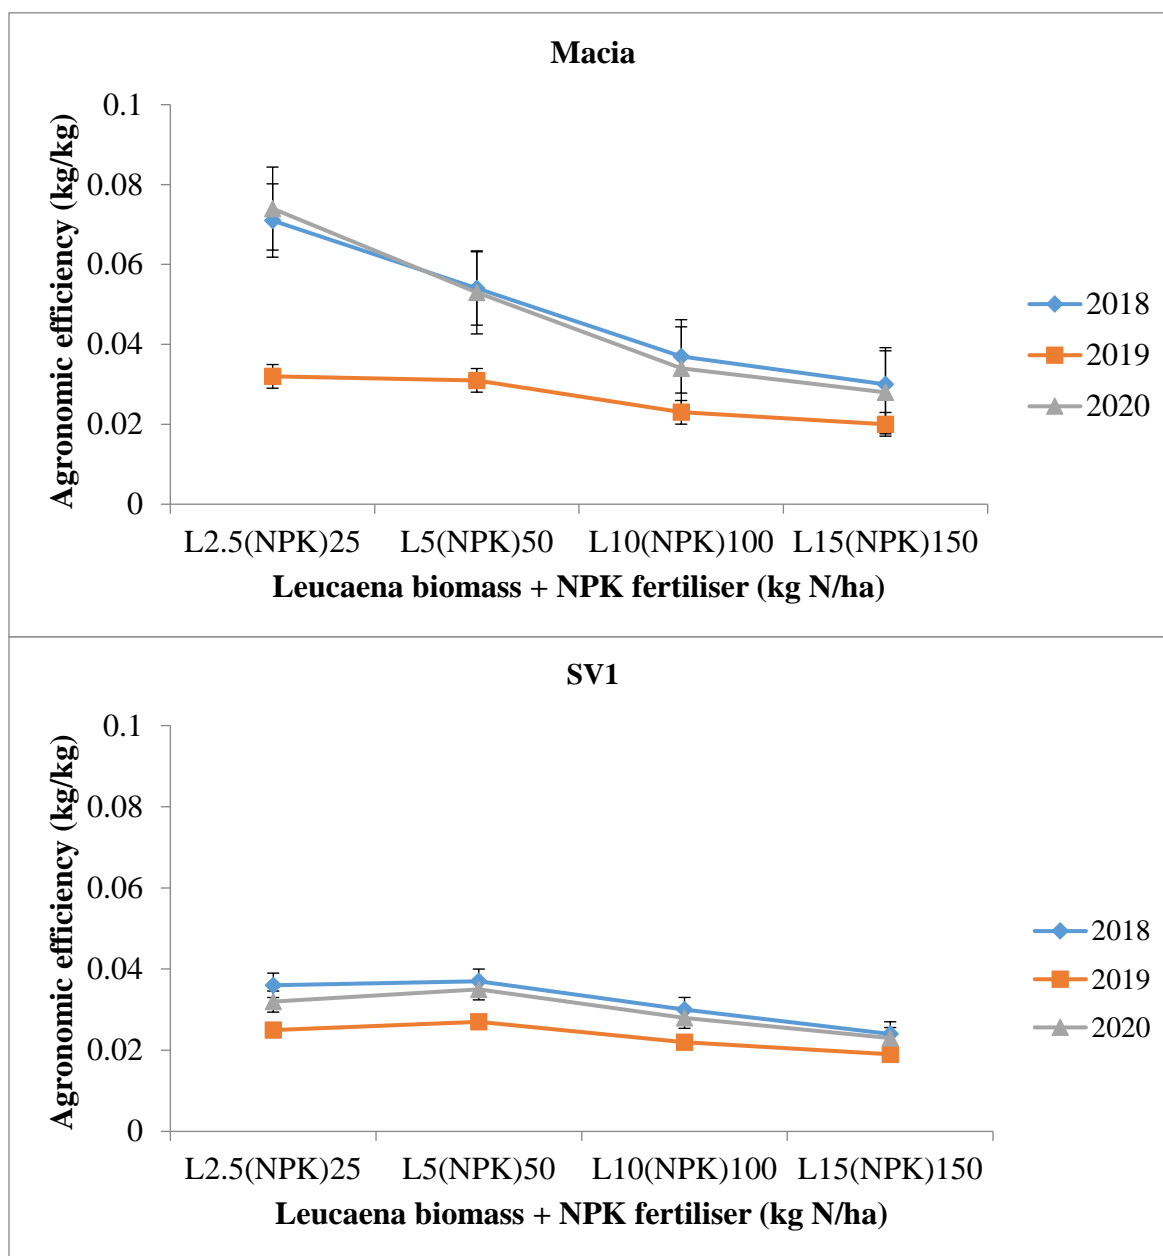 Macia
Agronomic efficiency (kg/kg)
0.1
0.08
0.06
0.04
0.02
0
L2.5(NPK)25 L5(NPK)50 L10(NPK)100 L15(NPK)150
Leucaena biomass + NPK fertiliser (kg N/ha)
2018
2019
2020
SV1
Agronomic efficiency (kg/kg)
0.1
0.08
0.06
0.04
0.02
0
L2.5(NPK)25 L5(NPK)50 L10(NPK)100 L15(NPK)150
Leucaena biomass + NPK fertiliser (kg N/ha)
2018
2019
2020